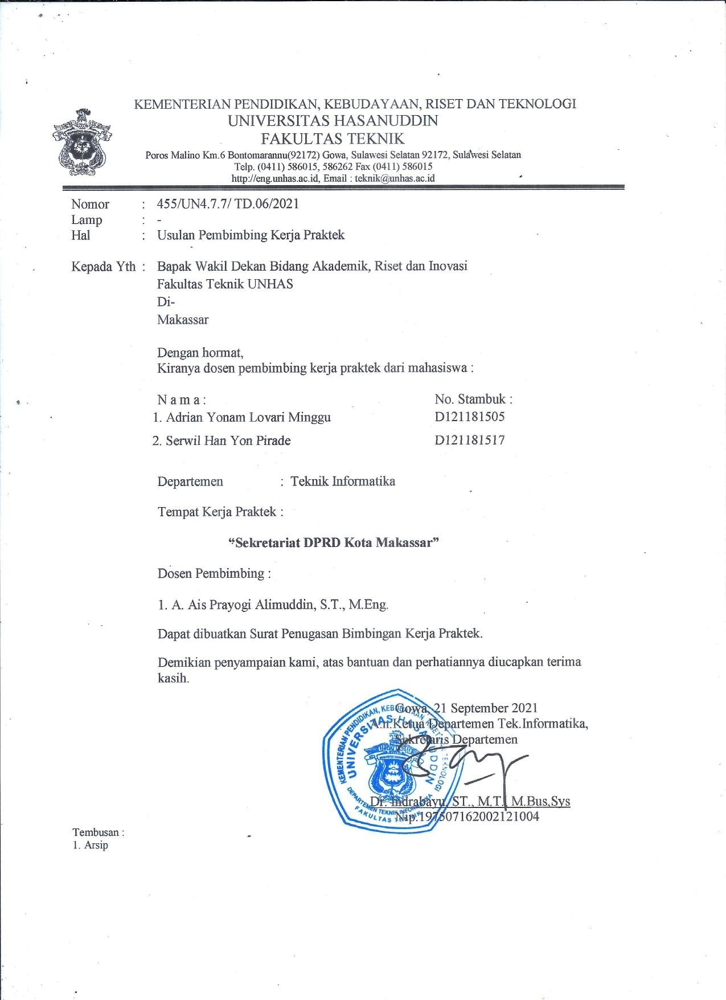 KEMENTERIAN PENDIDIKAN, KEBUDAYAAN, RISET DAN TEKNOLOGI
UNIVERSITAS HASANUDDIN
FAKULTAS TEKNIK
Poros Malino Km.6 Bontomarannu(92172) Gowa, Sulawesi Selatan 92172, Sulawesi Selatan
Telp. (0411) 586015, 586262 Fax (0411) 586015
http://eng.unhas.ac.id, Email : teknik@unhas.ac.id
Nomor : 455/UN4.7.7/ TD.06/2021
Lamp : -
Hal : Usulan Pembimbing Kerja Praktek
Kepada Yth : Bapak Wakil Dekan Bidang Akademik, Riset dan Inovasi
Fakultas Teknik UNHAS
Di-
Makassar
Dengan hormat,
Kiranya dosen pembimbing kerja praktek dari mahasiswa :
N a m a : No. Stambuk :
1. Adrian Yonam Lovari Minggu D121181505
2. Serwil Han Yon Pirade D121181517
Departemen : Teknik Informatika
Tempat Kerja Praktek :
“Sekretariat DPRD Kota Makassar”
Dosen Pembimbing :
1. A. Ais Prayogi Alimuddin, S.T., M.Eng.
Dapat dibuatkan Surat Penugasan Bimbingan Kerja Praktek.
Demikian penyampaian kami, atas bantuan dan perhatiannya diucapkan terima
kasih.
Gowa, 21 September 2021
A.n.Ketua Departemen Tek.Informatika,
Sekretaris Departemen
KEMENTERIAN PENDIDIKAN, KEBUDAYAAN, RISET DAN TEKNOLOGI
UNIVERSITAS HASANUDDIN
DEPARTEMEN TEKNIK INFORMATIKA
FAKULTAS TEKNIK
Dr. Indrabayu, ST., M.T., M.Bus,Sys
Nip.197507162002121004
Tembusan :
1. Arsip